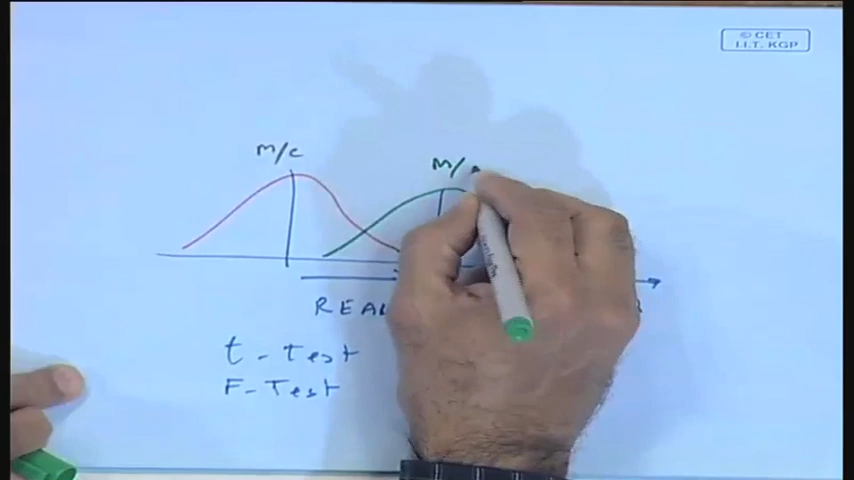 © CET
I.I.T. KGP
m/c
m/
REAL
t - Test
F - Test